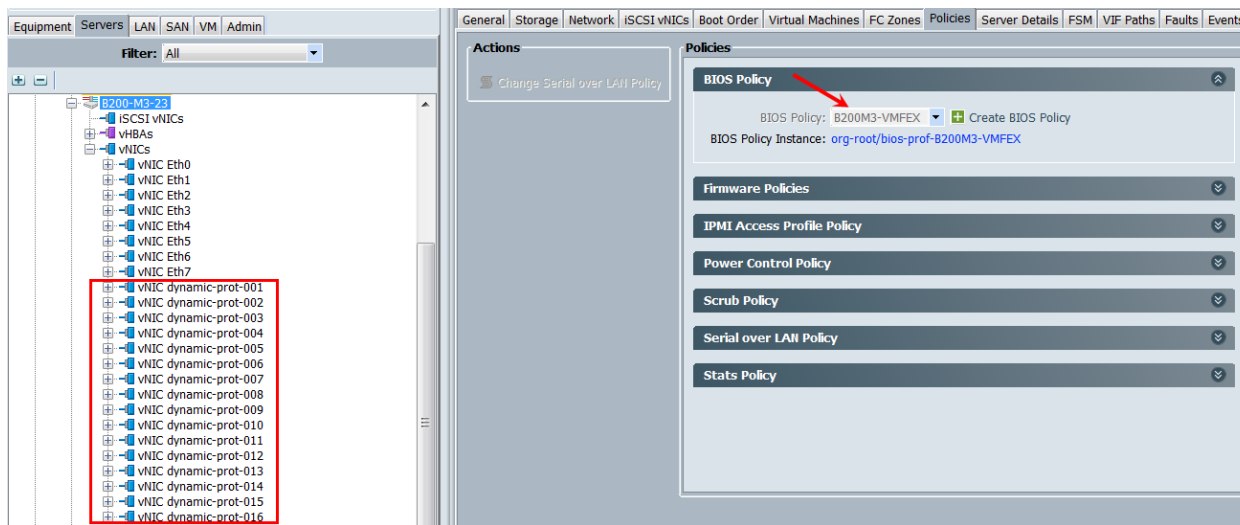 Equipment Servers LAN SAN VM Admin
Filter: All
B200-M3-23
iSCSI vNICs
vHBAs
vNICs
vNIC Eth0
vNIC Eth1
vNIC Eth2
vNIC Eth3
vNIC Eth4
vNIC Eth5
vNIC Eth6
vNIC Eth7
vNIC dynamic-prot-001
vNIC dynamic-prot-002
vNIC dynamic-prot-003
vNIC dynamic-prot-004
vNIC dynamic-prot-005
vNIC dynamic-prot-006
vNIC dynamic-prot-007
vNIC dynamic-prot-008
vNIC dynamic-prot-009
vNIC dynamic-prot-010
vNIC dynamic-prot-011
vNIC dynamic-prot-012
vNIC dynamic-prot-013
vNIC dynamic-prot-014
vNIC dynamic-prot-015
vNIC dynamic-prot-016
General Storage Network iSCSI vNICs Boot Order Virtual Machines FC Zones Policies Server Details FSM VIF Paths Faults Events
Actions
Change Serial over LAN Policy
Policies
BIOS Policy
BIOS Policy: B200M3-VMFEX Create BIOS Policy
BIOS Policy Instance: org-root/bios-prof-B200M3-VMFEX
Firmware Policies
IPMI Access Profile Policy
Power Control Policy
Scrub Policy
Serial over LAN Policy
Stats Policy